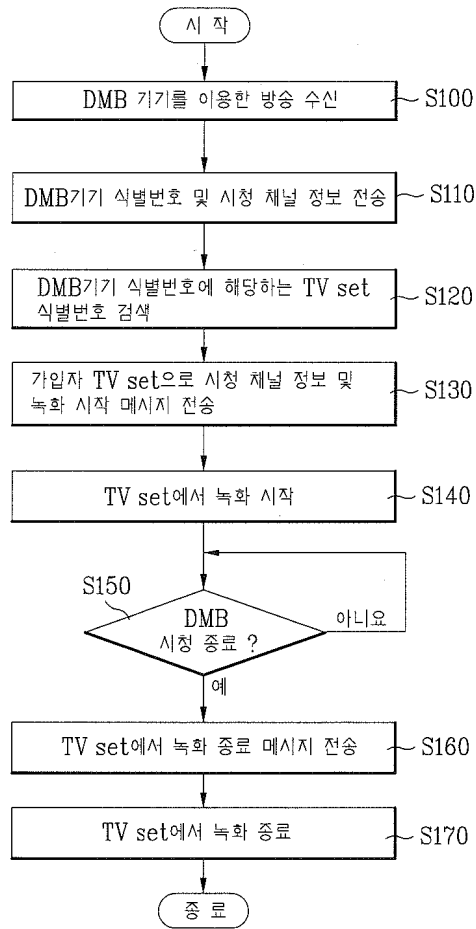 시 작
DMB 기기를 이용한 방송 수신
S100
DMB기기 식별번호 및 시청 채널 정보 전송
S110
DMB기기 식별번호에 해당하는 TV set
식별번호 검색
S120
가입자 TV set으로 시청 채널 정보 및
녹화 시작 메시지 전송
S130
TV set에서 녹화 시작
S140
S150
DMB
시청 종료 ?
아니요
예
TV set에서 녹화 종료 메시지 전송
S160
TV set에서 녹화 종료
S170
종 료